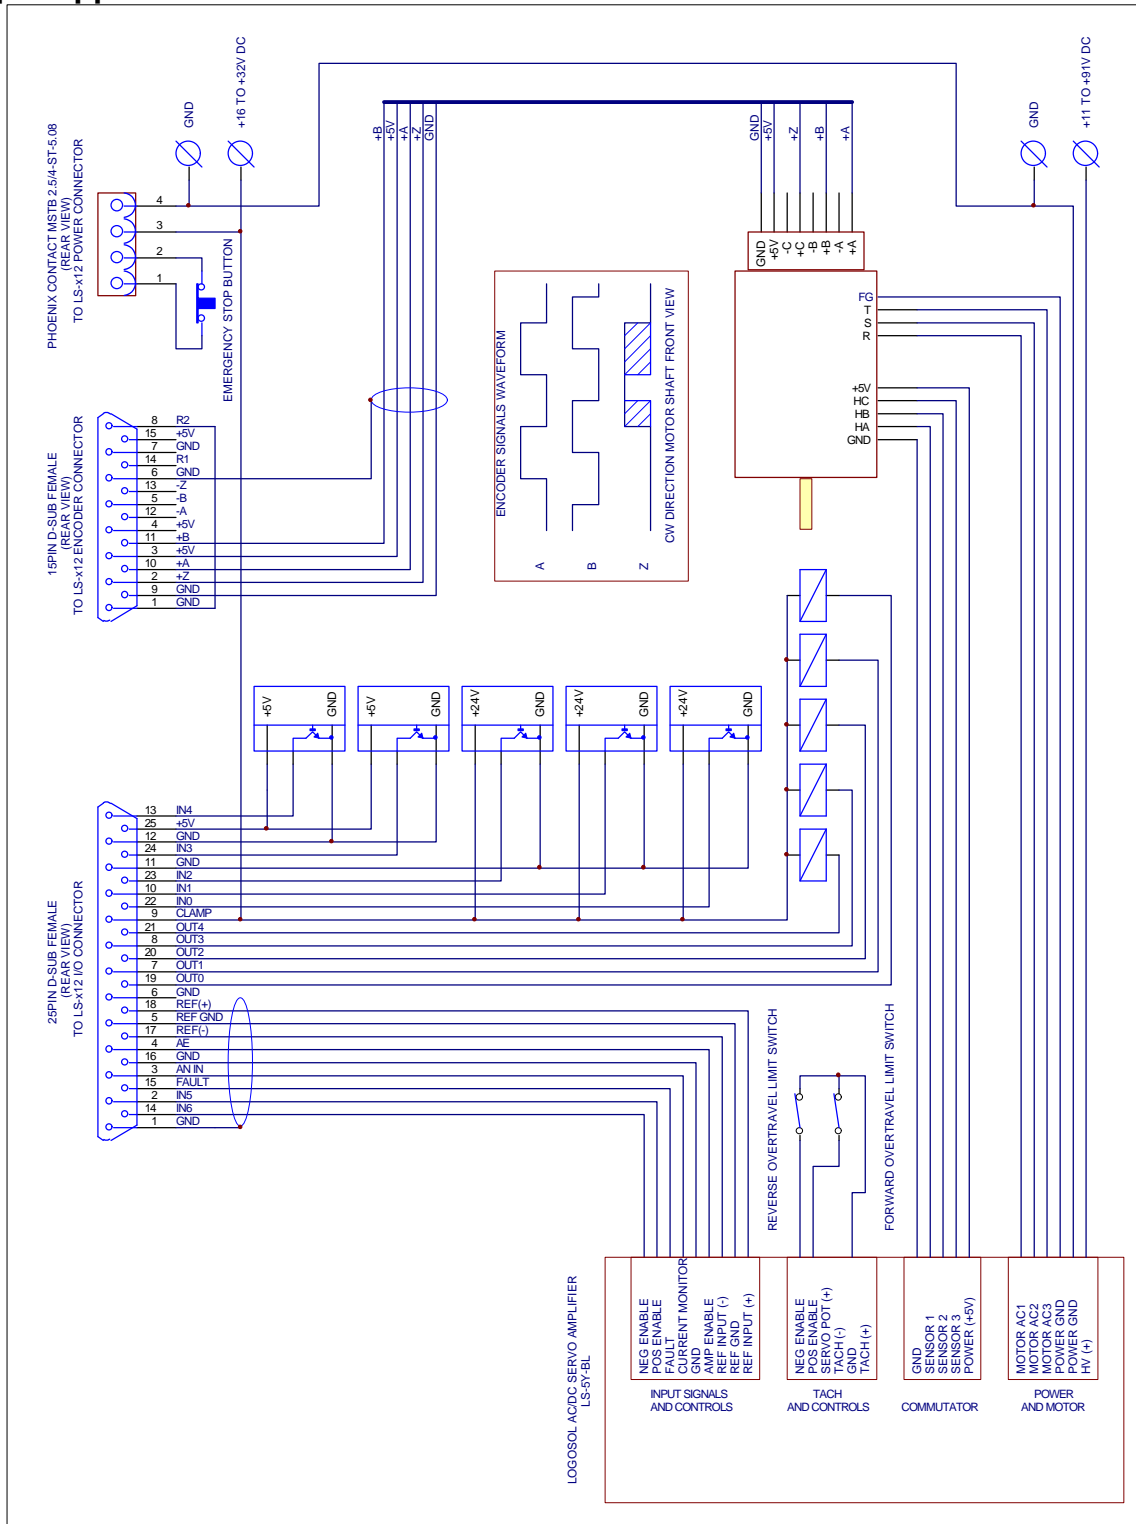 PHOENIX CONTACT MSTB 2.5/4-ST-5.08
(REAR VIEW)
TO LS-x12 POWER CONNECTOR
4
3
2
1
GND
+16 TO +32V DC
EMERGENCY STOP BUTTON
15PIN D-SUB FEMALE
(REAR VIEW)
TO LS-x12 ENCODER CONNECTOR
8 R2
15 +5V
7 GND
14 R1
6 GND
13 -Z
5 -B
12 -A
4 +5V
11 +B
3 +5V
10 +A
2 +Z
9 GND
1 GND
+B
+5V
+A
+Z
GND
ENCODER SIGNALS WAVEFORM
A
B
Z
CW DIRECTION MOTOR SHAFT FRONT VIEW
GND
+5V
+Z
+B
+A
GND
+5V
-C
+C
-B
+B
-A
+A
FG
T
S
R
+5V
HC
HB
HA
GND
GND
+11 TO +91V DC
+5V
GND
+5V
GND
+24V
GND
+24V
GND
+24V
GND
25PIN D-SUB FEMALE
(REAR VIEW)
TO LS-x12 I/O CONNECTOR
13 IN4
25 +5V
12 GND
24 IN3
11 GND
23 IN2
10 IN1
22 IN0
9 CLAMP
21 OUT4
8 OUT3
20 OUT2
7 OUT1
19 OUT0
6 GND
18 REF(+)
5 REF GND
17 REF(-)
4 AE
16 GND
3 AN IN
15 FAULT
2 IN5
14 IN6
1 GND
REVERSE OVERTRAVEL LIMIT SWITCH
FORWARD OVERTRAVEL LIMIT SWITCH
LOGOSOL AC/DC SERVO AMPLIFIER
LS-5Y-BL
NEG ENABLE
POS ENABLE
FAULT
CURRENT MONITOR
GND
AMP ENABLE
REF INPUT (-)
REF GND
REF INPUT (+)
INPUT SIGNALS
AND CONTROLS
NEG ENABLE
POS ENABLE
SERVO POT (+)
TACH (-)
GND
TACH (+)
TACH
AND CONTROLS
GND
SENSOR 1
SENSOR 2
SENSOR 3
POWER (+5V)
COMMUTATOR
MOTOR AC1
MOTOR AC2
MOTOR AC3
POWER GND
POWER GND
HV (+)
POWER
AND MOTOR